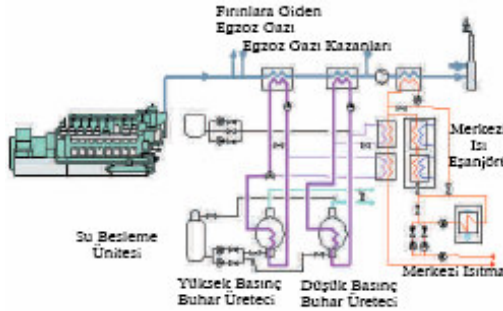 Fırınlara Giden
Egzoz Gazı
Egzoz Gazı Kazanları
Merkezi
Isı
Eşanjörü
Su Besleme
Ünitesi
Yüksek Basınç
Buhar Üreteci
Düşük Basınç
Buhar Üreteci
Merkezi Isıtma